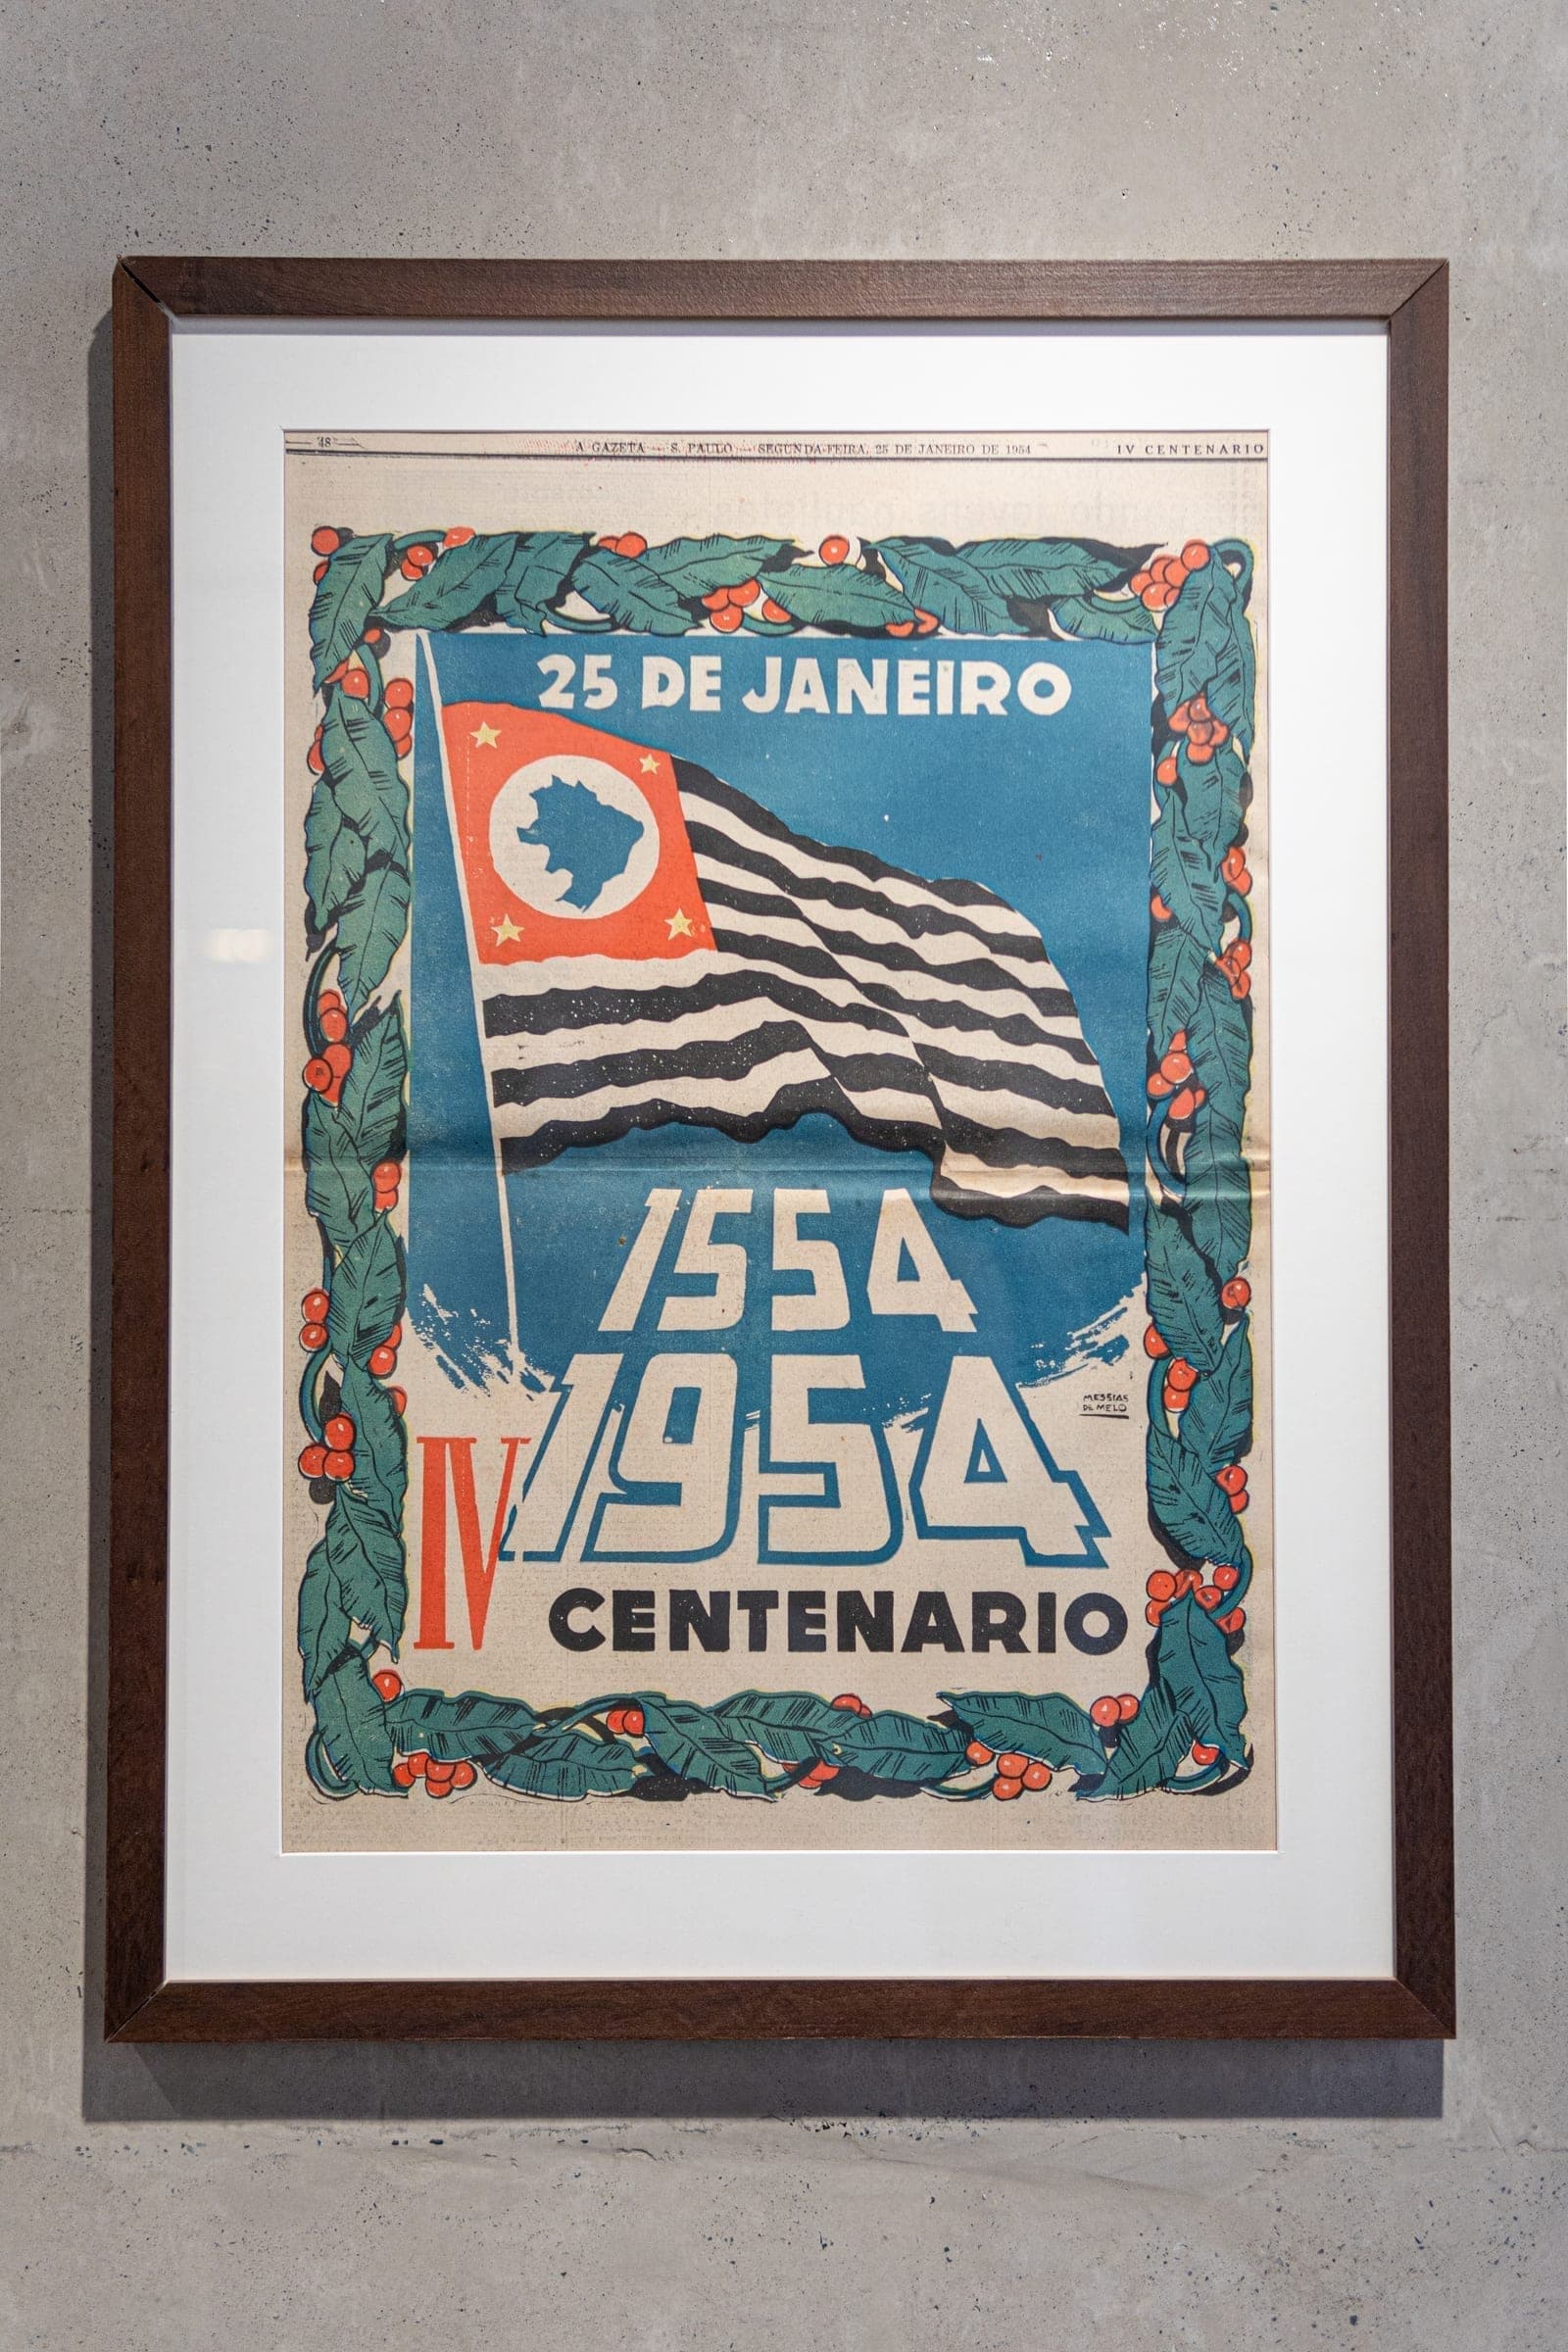 48
A GAZETA — S. PAULO — SEGUNDA-FEIRA, 25 DE JANEIRO DE 1954
IV CENTENARIO
25 DE JANEIRO
1554
1954
MESSIAS
DE MELO
IV
CENTENARIO